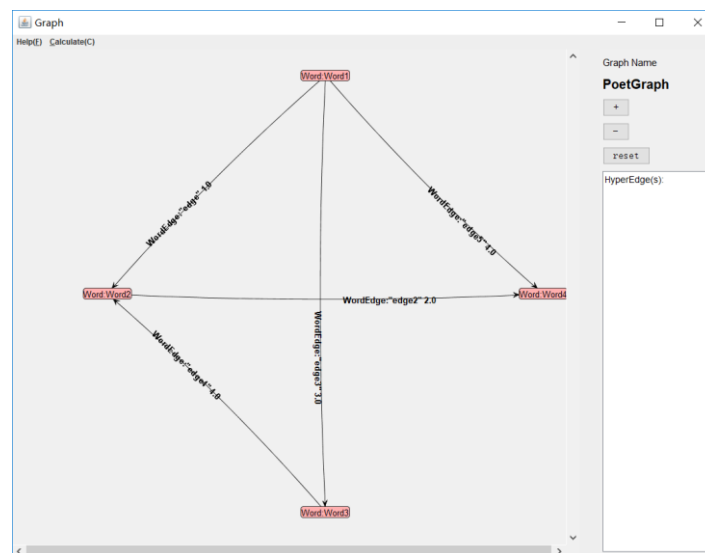 Graph
Help(F) Calculate(C)
Graph Name
PoetGraph
+
−
reset
HyperEdge(s):
Word:Word1
WordEdge:"edge" 1.0
WordEdge:"edge5" 4.0
Word:Word2
WordEdge:"edge2" 2.0
Word:Word4
WordEdge:"edge3" 3.0
WordEdge:"edge4" 4.0
Word:Word3